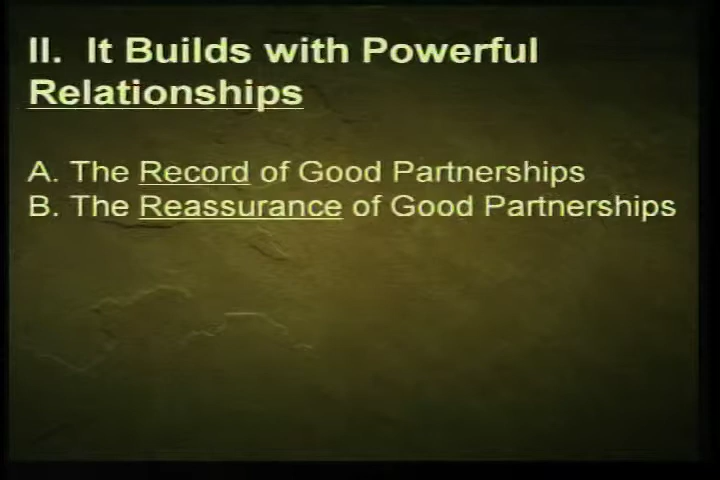 II. It Builds with Powerful
Relationships
A. The Record of Good Partnerships
B. The Reassurance of Good Partnerships